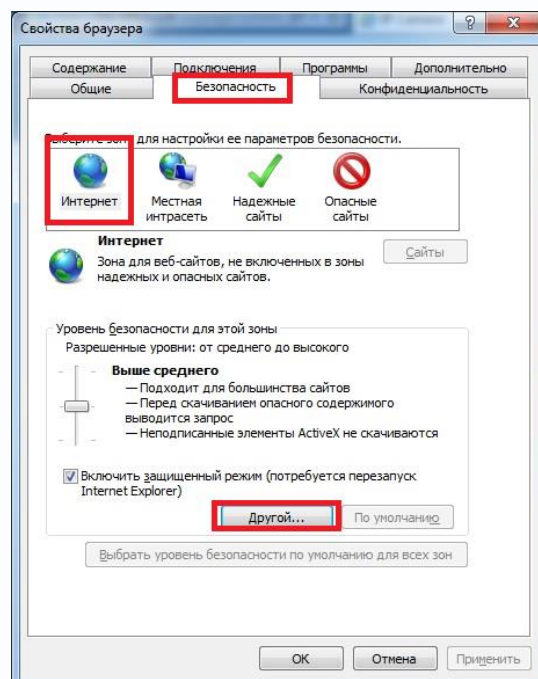 Свойства браузера
Содержание Подключения Программы Дополнительно
Общие Безопасность Конфиденциальность
Выберите зону для настройки ее параметров безопасности.
Интернет Местная интрасеть Надежные сайты Опасные сайты
Интернет
Сайты
Зона для веб-сайтов, не включенных в зоны
надежных и опасных сайтов.
Уровень безопасности для этой зоны
Разрешенные уровни: от среднего до высокого
Выше среднего
— Подходит для большинства сайтов
— Перед скачиванием опасного содержимого
выводится запрос
— Неподписанные элементы ActiveX не скачиваются
Включить защищенный режим (потребуется перезапуск
Internet Explorer)
Другой... По умолчанию
Выбрать уровень безопасности по умолчанию для всех зон
OK Отмена Применить